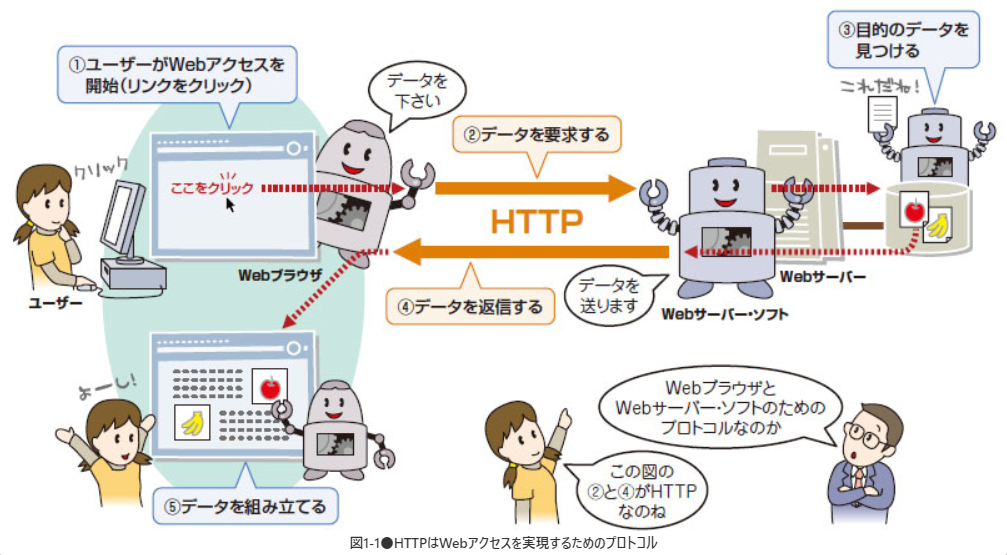 ①ユーザーがWebアクセスを
開始(リンクをクリック)
データを
下さい
②データを要求する
③目的のデータを
見つける
これだね!
クリック
ここをクリック
HTTP
ユーザー
Webブラウザ
④データを返信する
データを
送ります
Webサーバー
Webサーバー・ソフト
よーし!
⑤データを組み立てる
Webブラウザと
Webサーバー・ソフトのための
プロトコルなのか
この図の
②と④がHTTP
なのね
図1-1●HTTPはWebアクセスを実現するためのプロトコル